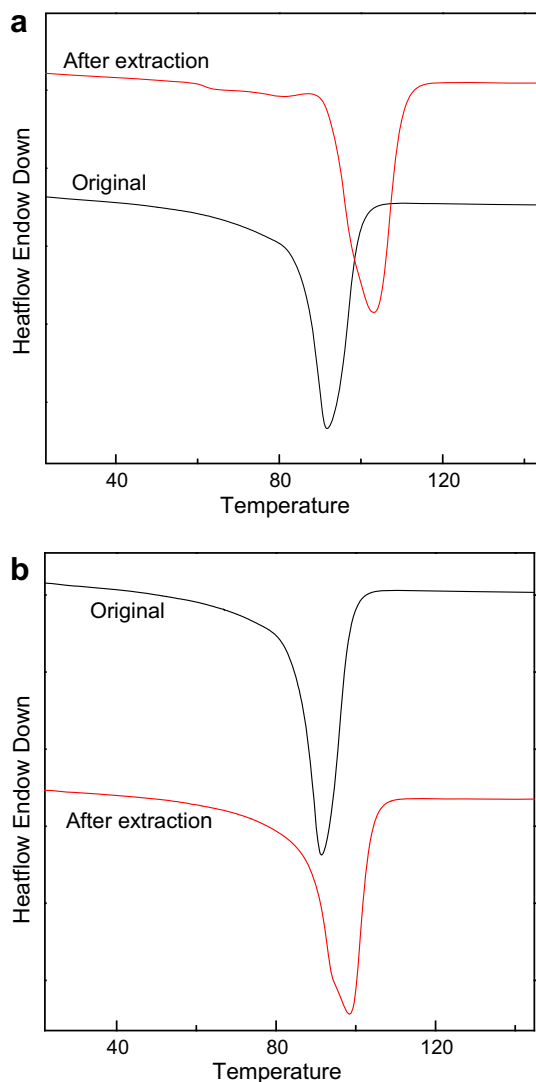 a
After extraction
Original
Heatflow Endow Down
40
80
120
Temperature
b
Original
After extraction
Heatflow Endow Down
40
80
120
Temperature